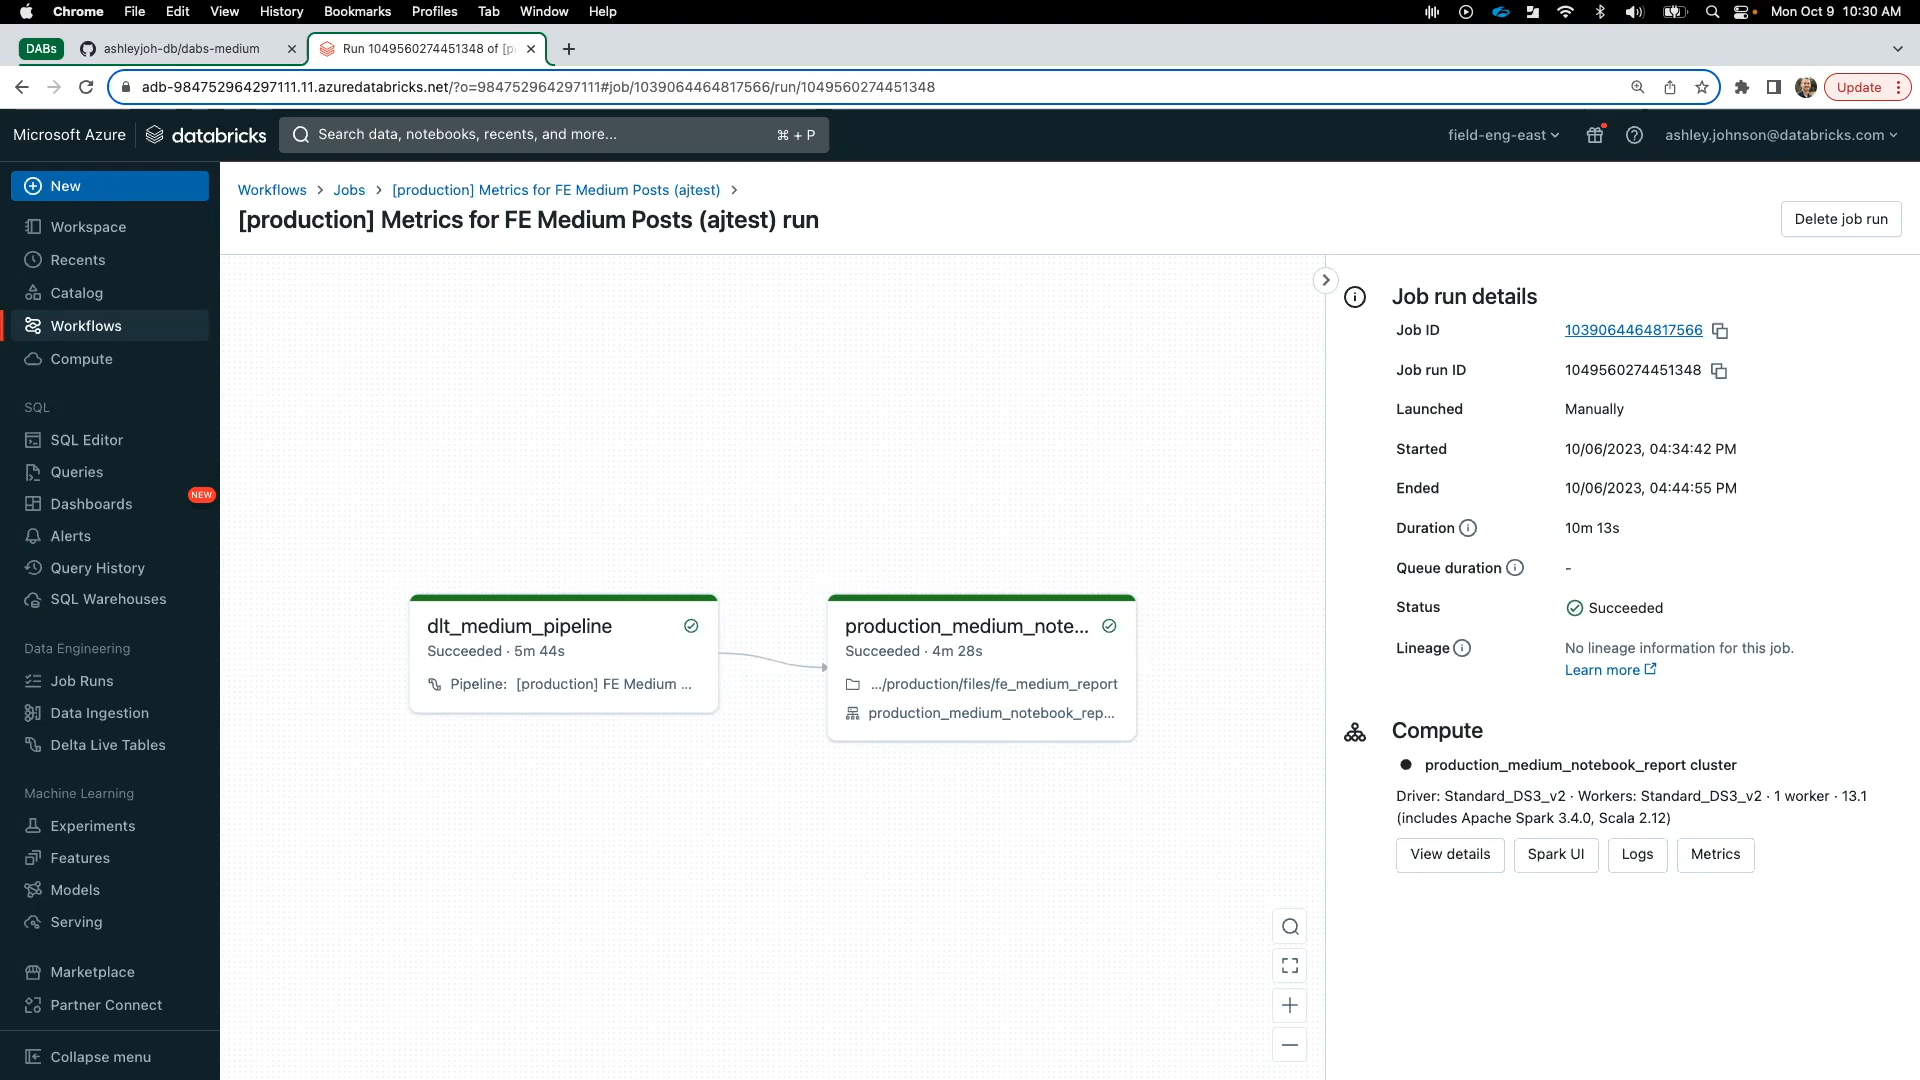 Chrome File Edit View History Bookmarks Profiles Tab Window Help Mon Oct 9 10:30 AM
DABs ashleyjoh-db/dabs-medium Run 1049560274451348 of [p
adb-984752964297111.11.azuredatabricks.net/?o=984752964297111#job/1039064464817566/run/1049560274451348 Update
Microsoft Azure databricks Search data, notebooks, recents, and more... ⌘ + P field-eng-east ashley.johnson@databricks.com
New
Workspace
Recents
Catalog
Workflows
Compute
SQL
SQL Editor
Queries
Dashboards NEW
Alerts
Query History
SQL Warehouses
Data Engineering
Job Runs
Data Ingestion
Delta Live Tables
Machine Learning
Experiments
Features
Models
Serving
Marketplace
Partner Connect
Collapse menu
Workflows > Jobs > [production] Metrics for FE Medium Posts (ajtest) >
[production] Metrics for FE Medium Posts (ajtest) run
Delete job run
dlt_medium_pipeline
Succeeded · 5m 44s
Pipeline: [production] FE Medium ...
production_medium_note...
Succeeded · 4m 28s
.../production/files/fe_medium_report
production_medium_notebook_rep...
Job run details
Job ID 1039064464817566
Job run ID 1049560274451348
Launched Manually
Started 10/06/2023, 04:34:42 PM
Ended 10/06/2023, 04:44:55 PM
Duration 10m 13s
Queue duration -
Status Succeeded
Lineage No lineage information for this job.
Learn more
Compute
production_medium_notebook_report cluster
Driver: Standard_DS3_v2 · Workers: Standard_DS3_v2 · 1 worker · 13.1
(includes Apache Spark 3.4.0, Scala 2.12)
View details Spark UI Logs Metrics